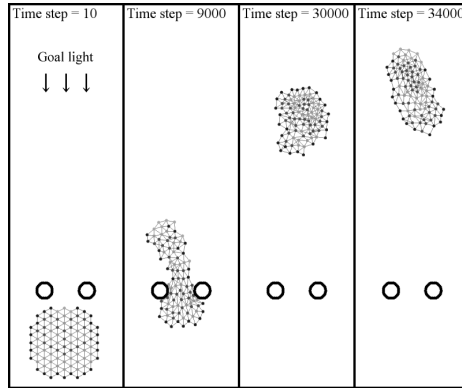 Time step = 10
Time step = 9000
Time step = 30000
Time step = 34000
Goal light